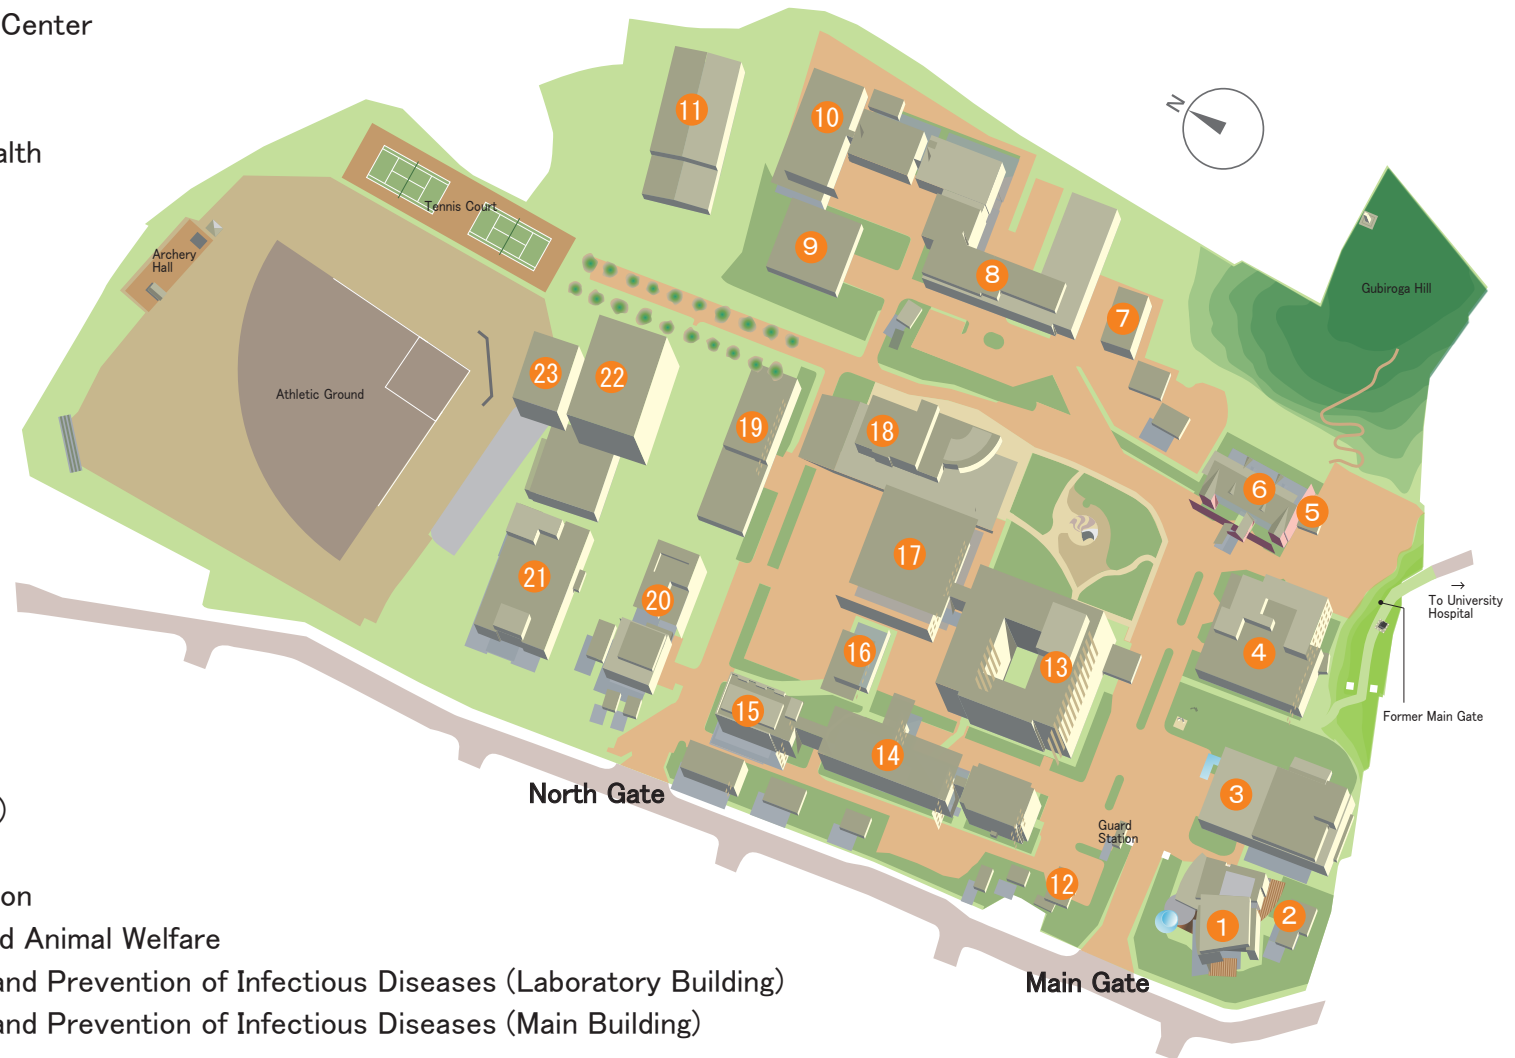 Center
alth
)
on
d Animal Welfare
and Prevention of Infectious Diseases (Laboratory Building)
and Prevention of Infectious Diseases (Main Building)
N
11
10
9
8
7
Tennis Court
Archery
Hall
Athletic Ground
Gubiroga Hill
23
22
19
18
6
5
17
21
20
16
13
4
→
To University
Hospital
Former Main Gate
15
14
3
North Gate
Guard
Station
12
1
2
Main Gate